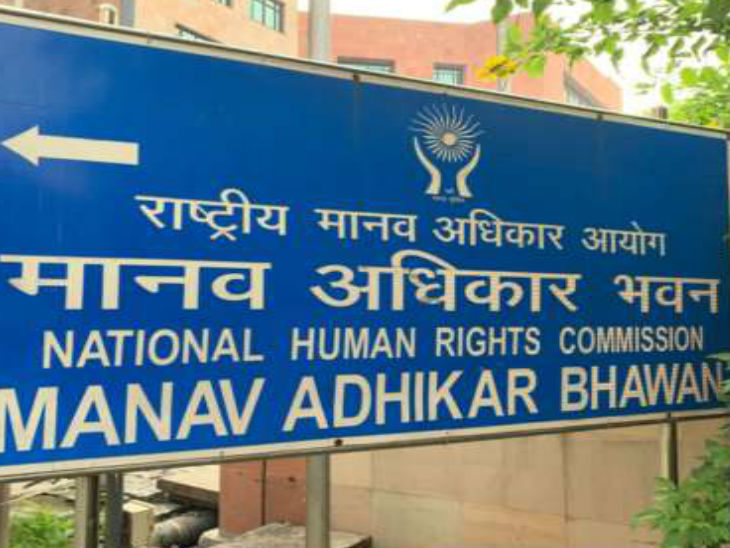 राष्ट्रीय मानव अधिकार आयोग
मानव अधिकार भवन
NATIONAL HUMAN RIGHTS COMMISSION
MANAV ADHIKAR BHAWAN